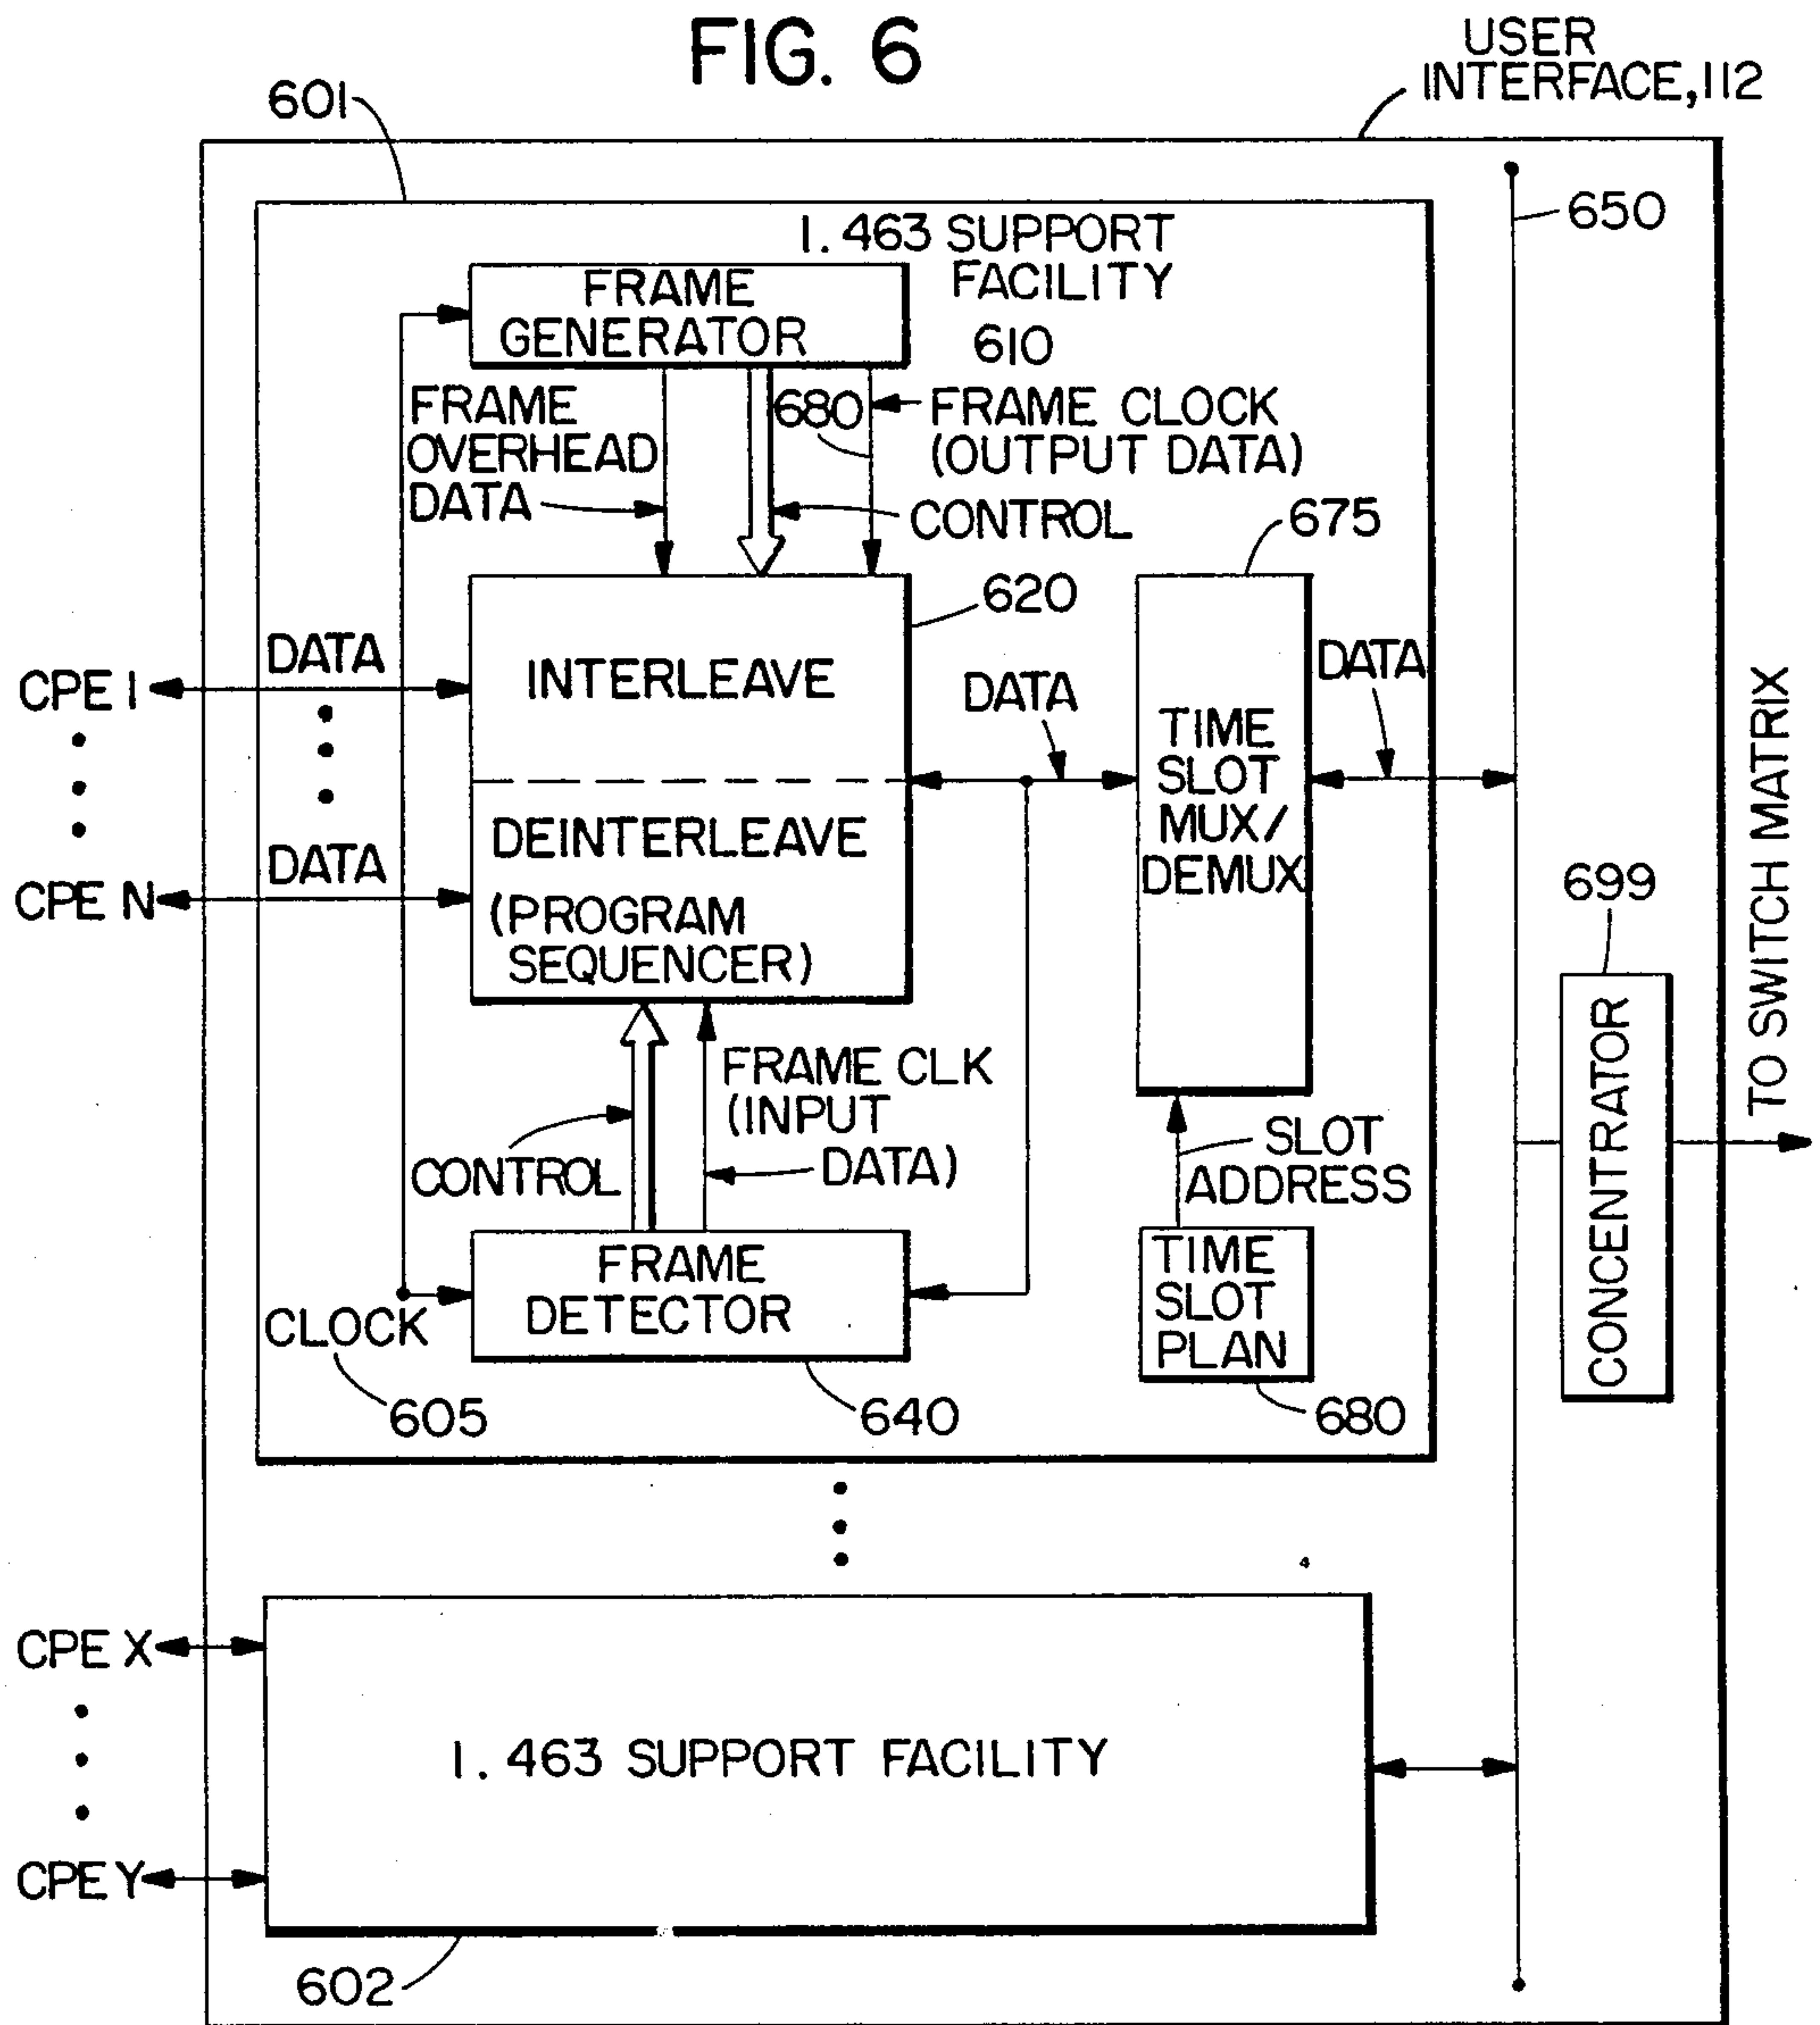 FIG. 6
USER
INTERFACE, 112
601
650
1.463 SUPPORT
FACILITY
610
FRAME
GENERATOR
FRAME
OVERHEAD
DATA
680
FRAME CLOCK
(OUTPUT DATA)
CONTROL
675
620
CPE 1
DATA
INTERLEAVE
DATA
DATA
TIME
SLOT
MUX/
DEMUX
DEINTERLEAVE
(PROGRAM
SEQUENCER)
CPE N
DATA
699
CONCENTRATOR
TO SWITCH MATRIX
FRAME CLK
(INPUT
DATA)
CONTROL
SLOT
ADDRESS
FRAME
DETECTOR
TIME
SLOT
PLAN
CLOCK
605
640
680
CPE X
1.463 SUPPORT FACILITY
CPE Y
602